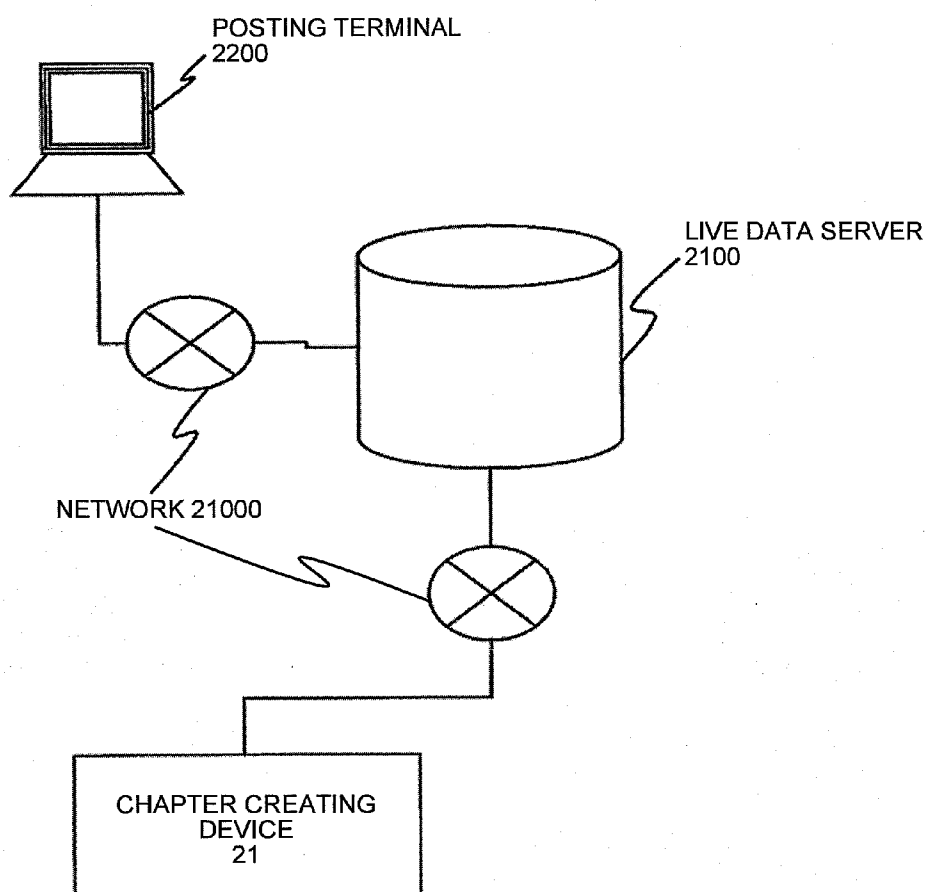 POSTING TERMINAL
2200
LIVE DATA SERVER
2100
NETWORK 21000
CHAPTER CREATING
DEVICE
21